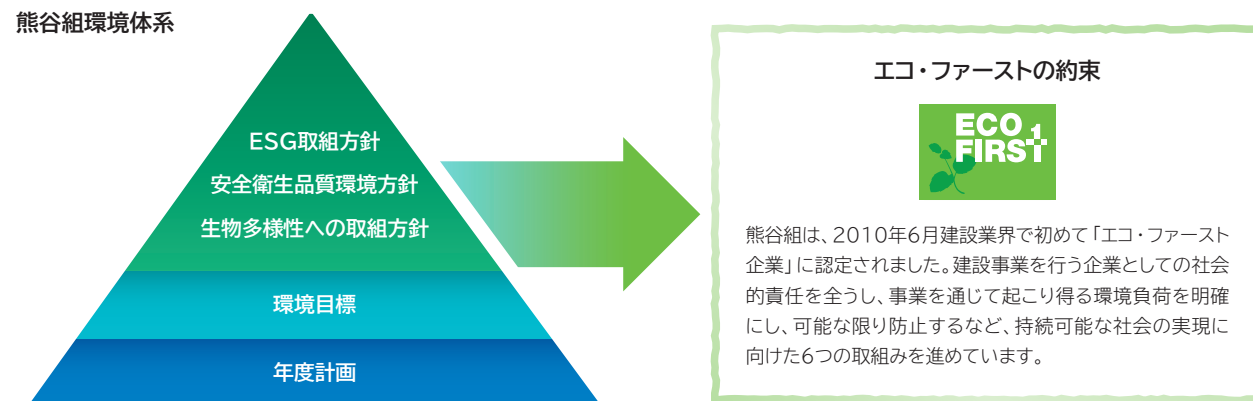 熊谷組環境体系
ESG取組方針
安全衛生品質環境方針
生物多様性への取組方針
環境目標
年度計画
エコ・ファーストの約束
ECO 1
FIRST
熊谷組は、2010年6月建設業界で初めて「エコ・ファースト
企業」に認定されました。建設事業を行う企業としての社会
的責任を全うし、事業を通じて起こり得る環境負荷を明確
にし、可能な限り防止するなど、持続可能な社会の実現に
向けた6つの取組みを進めています。